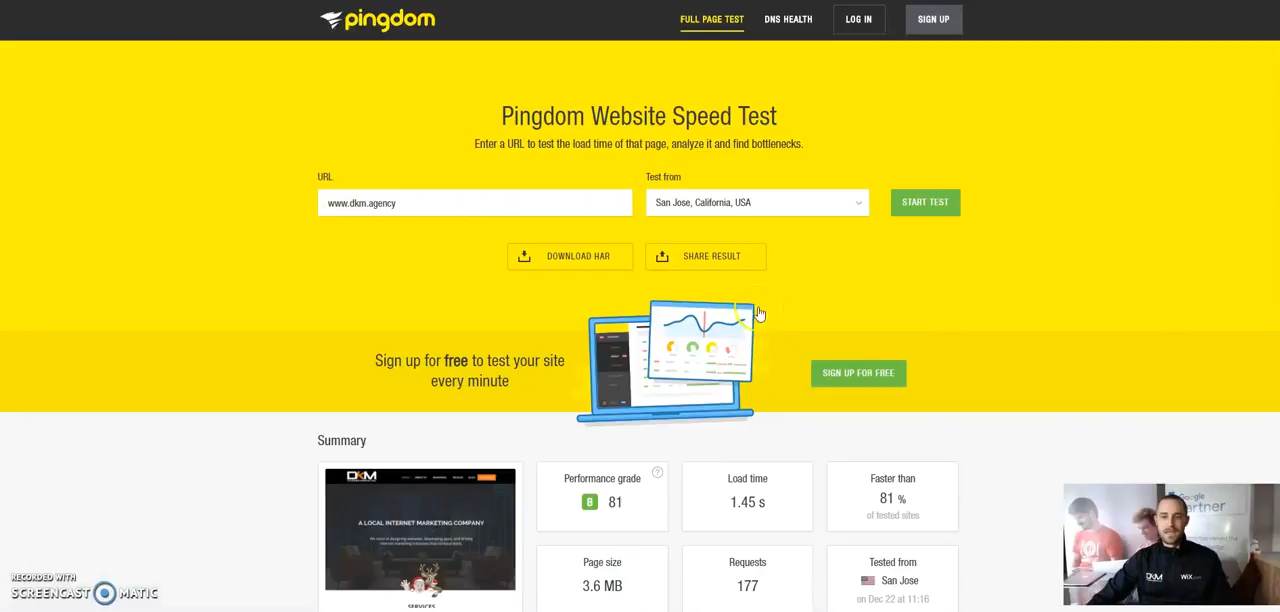 pingdom
FULL PAGE TEST
DNS HEALTH
LOG IN
SIGN UP
Pingdom Website Speed Test
Enter a URL to test the load time of that page, analyze it and find bottlenecks.
URL
Test from
www.dkm.agency
San Jose, California, USA
START TEST
DOWNLOAD HAR
SHARE RESULT
Sign up for free to test your site
every minute
SIGN UP FOR FREE
Summary
DKM
A LOCAL INTERNET MARKETING COMPANY
SERVICES
Performance grade
?
B 81
Load time
1.45 s
Faster than
81 %
of tested sites
Page size
3.6 MB
Requests
177
Tested from
San Jose
on Dec 22 at 11:16
Google
Partner
DKM
WiX.com
RECORDED WITH
SCREENCAST MATIC